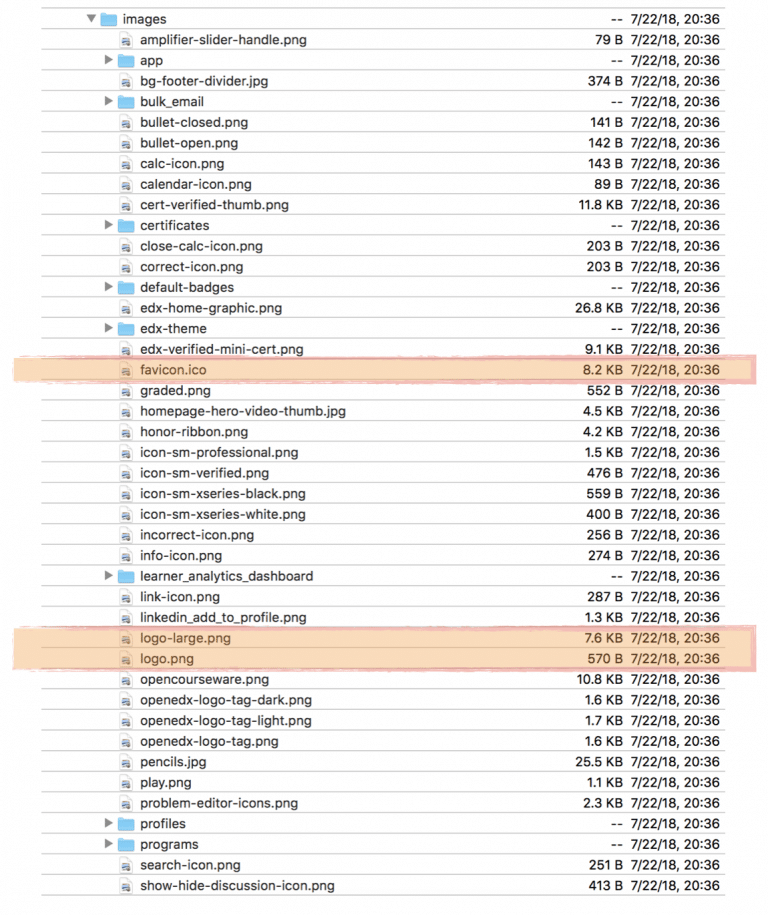 images -- 7/22/18, 20:36
amplifier-slider-handle.png 79 B 7/22/18, 20:36
app -- 7/22/18, 20:36
bg-footer-divider.jpg 374 B 7/22/18, 20:36
bulk_email -- 7/22/18, 20:36
bullet-closed.png 141 B 7/22/18, 20:36
bullet-open.png 142 B 7/22/18, 20:36
calc-icon.png 143 B 7/22/18, 20:36
calendar-icon.png 89 B 7/22/18, 20:36
cert-verified-thumb.png 11.8 KB 7/22/18, 20:36
certificates -- 7/22/18, 20:36
close-calc-icon.png 203 B 7/22/18, 20:36
correct-icon.png 203 B 7/22/18, 20:36
default-badges -- 7/22/18, 20:36
edx-home-graphic.png 26.8 KB 7/22/18, 20:36
edx-theme -- 7/22/18, 20:36
edx-verified-mini-cert.png 9.1 KB 7/22/18, 20:36
favicon.ico 8.2 KB 7/22/18, 20:36
graded.png 552 B 7/22/18, 20:36
homepage-hero-video-thumb.jpg 4.5 KB 7/22/18, 20:36
honor-ribbon.png 4.2 KB 7/22/18, 20:36
icon-sm-professional.png 1.5 KB 7/22/18, 20:36
icon-sm-verified.png 476 B 7/22/18, 20:36
icon-sm-xseries-black.png 559 B 7/22/18, 20:36
icon-sm-xseries-white.png 400 B 7/22/18, 20:36
incorrect-icon.png 256 B 7/22/18, 20:36
info-icon.png 274 B 7/22/18, 20:36
learner_analytics_dashboard -- 7/22/18, 20:36
link-icon.png 287 B 7/22/18, 20:36
linkedin_add_to_profile.png 1.3 KB 7/22/18, 20:36
logo-large.png 7.6 KB 7/22/18, 20:36
logo.png 570 B 7/22/18, 20:36
opencourseware.png 10.8 KB 7/22/18, 20:36
openedx-logo-tag-dark.png 1.6 KB 7/22/18, 20:36
openedx-logo-tag-light.png 1.7 KB 7/22/18, 20:36
openedx-logo-tag.png 1.6 KB 7/22/18, 20:36
pencils.jpg 25.5 KB 7/22/18, 20:36
play.png 1.1 KB 7/22/18, 20:36
problem-editor-icons.png 2.3 KB 7/22/18, 20:36
profiles -- 7/22/18, 20:36
programs -- 7/22/18, 20:36
search-icon.png 251 B 7/22/18, 20:36
show-hide-discussion-icon.png 413 B 7/22/18, 20:36